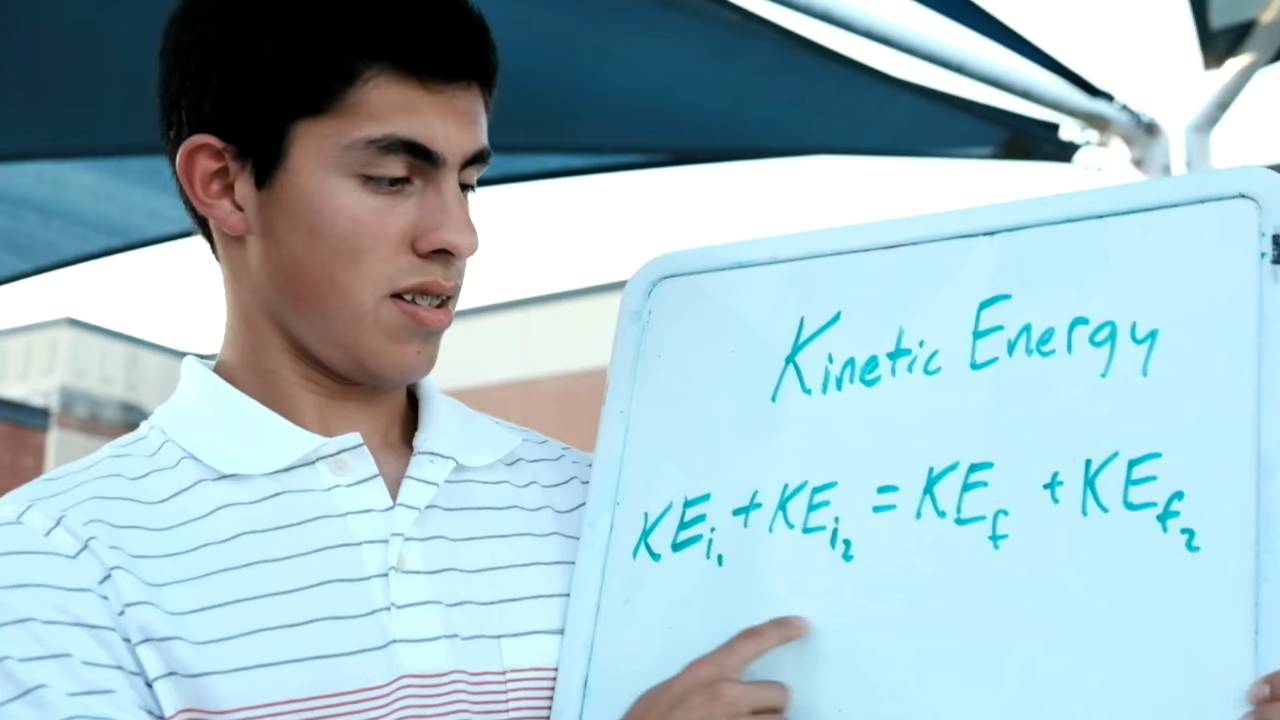 Kinetic Energy
KEi₁ + KEi₂ = KEf + KEf₂